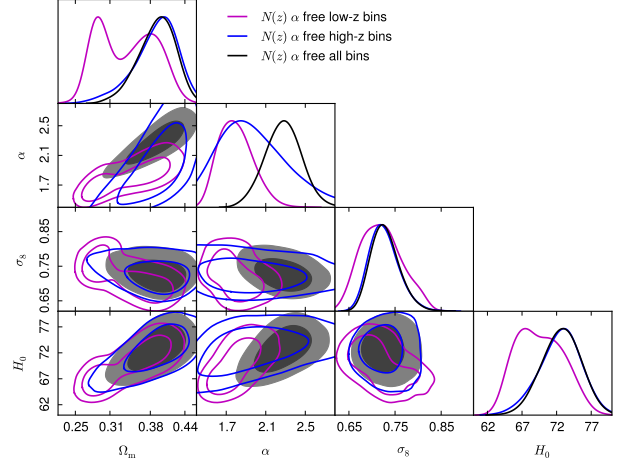 N(z) α free low-z bins
N(z) α free high-z bins
N(z) α free all bins
2.5
2.1
1.7
α
0.85
0.75
0.65
σ₈
77
72
67
62
H₀
0.25 0.31 0.38 0.44
1.7 2.1 2.5
0.65 0.75 0.85
62 67 72 77
Ωₘ α σ₈ H₀